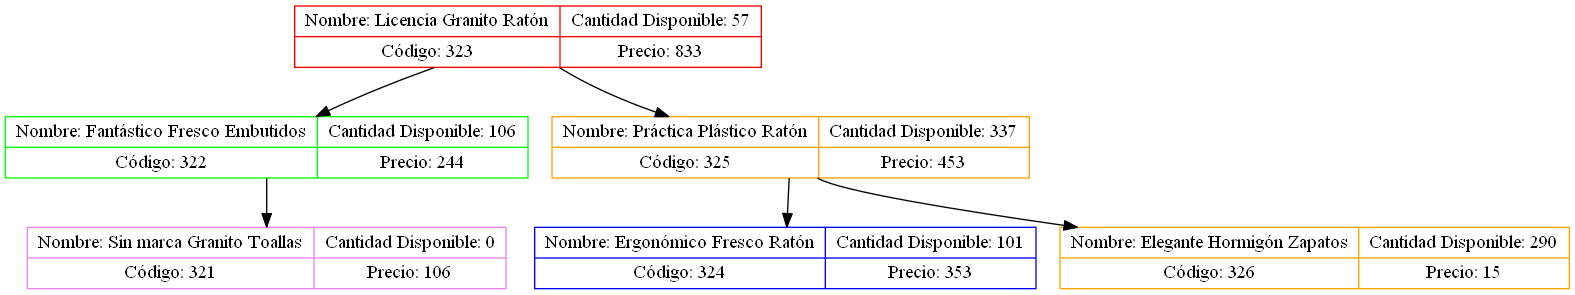 Nombre: Licencia Granito Ratón
Cantidad Disponible: 57
Código: 323
Precio: 833
Nombre: Fantástico Fresco Embutidos
Cantidad Disponible: 106
Código: 322
Precio: 244
Nombre: Práctica Plástico Ratón
Cantidad Disponible: 337
Código: 325
Precio: 453
Nombre: Sin marca Granito Toallas
Cantidad Disponible: 0
Código: 321
Precio: 106
Nombre: Ergonómico Fresco Ratón
Cantidad Disponible: 101
Código: 324
Precio: 353
Nombre: Elegante Hormigón Zapatos
Cantidad Disponible: 290
Código: 326
Precio: 15